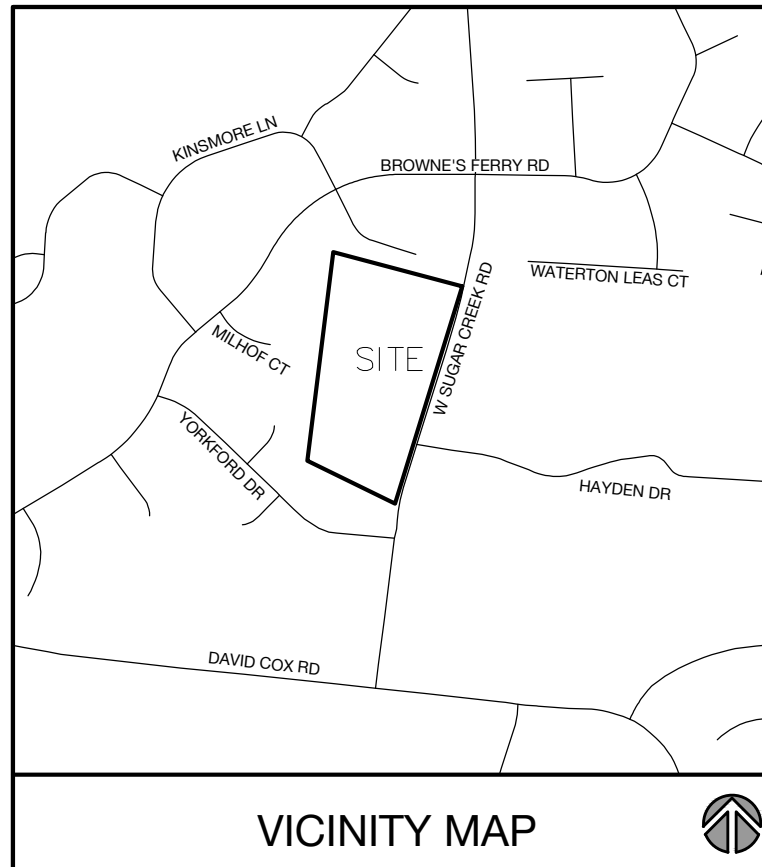 KINSMORE LN
BROWNE'S FERRY RD
WATERTON LEAS CT
W SUGAR CREEK RD
MILHOF CT
SITE
YORKFORD DR
HAYDEN DR
DAVID COX RD
VICINITY MAP